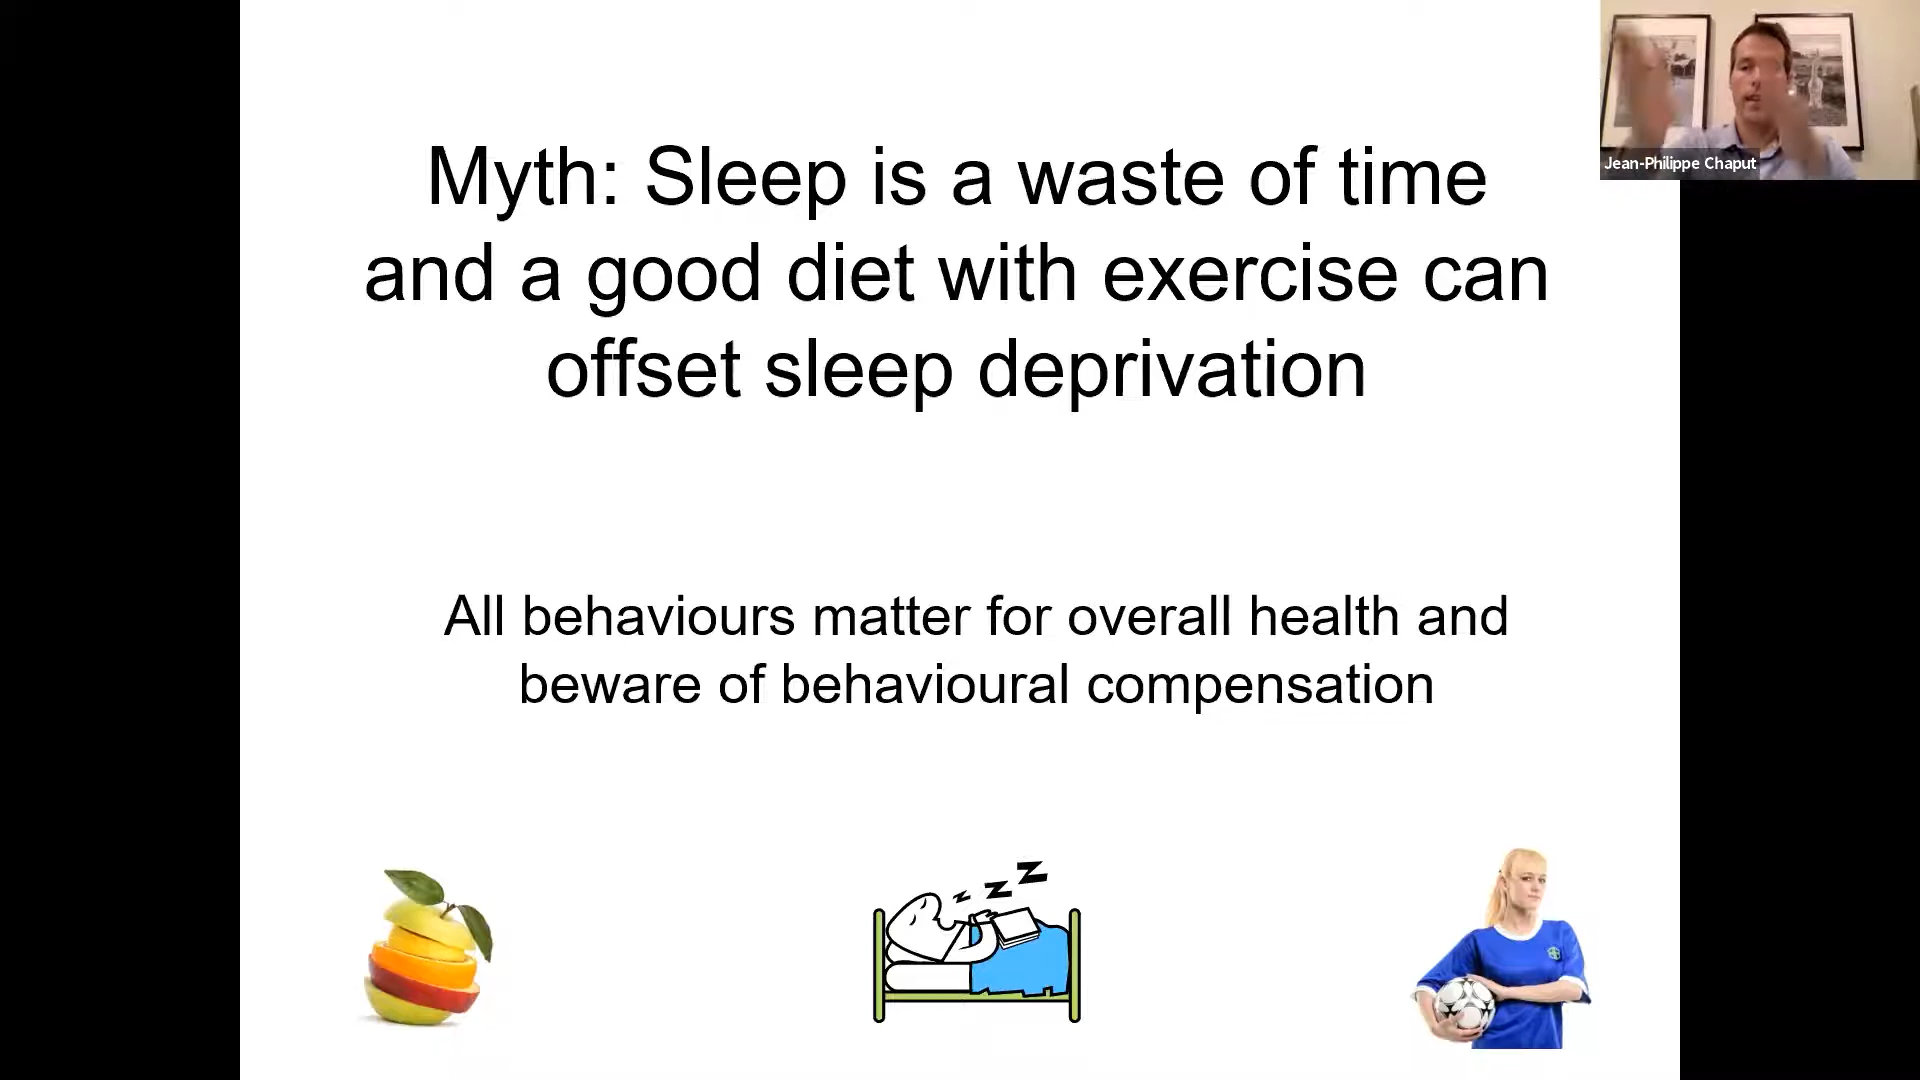 Myth: Sleep is a waste of time
and a good diet with exercise can
offset sleep deprivation
All behaviours matter for overall health and
beware of behavioural compensation
z z z
Jean-Philippe Chaput